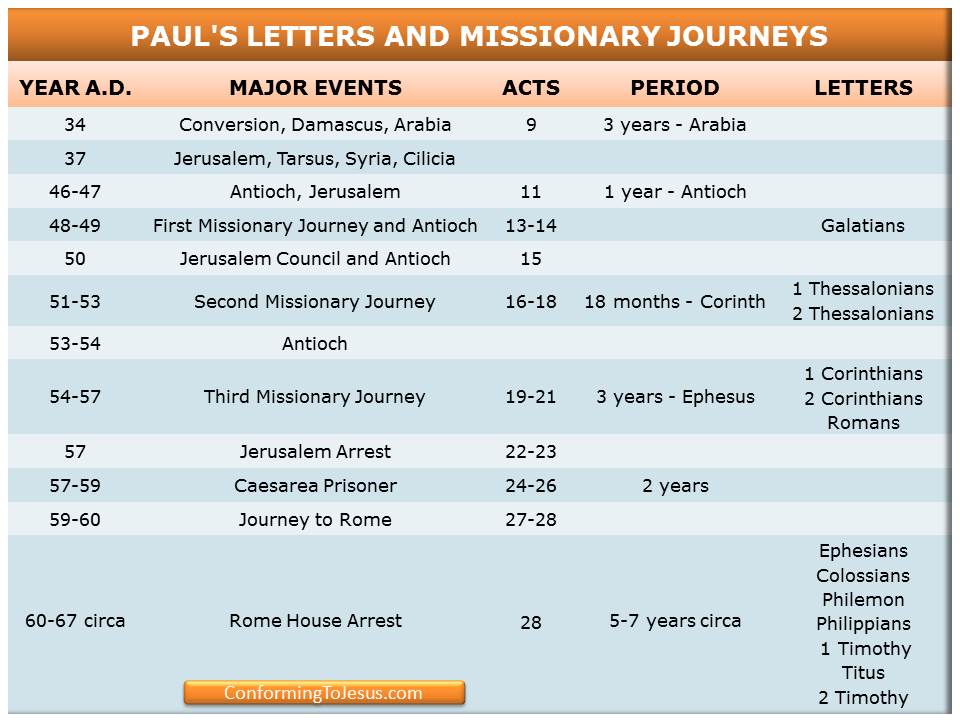 PAUL'S LETTERS AND MISSIONARY JOURNEYS
YEAR A.D. MAJOR EVENTS ACTS PERIOD LETTERS
34 Conversion, Damascus, Arabia 9 3 years - Arabia
37 Jerusalem, Tarsus, Syria, Cilicia
46-47 Antioch, Jerusalem 11 1 year - Antioch
48-49 First Missionary Journey and Antioch 13-14 Galatians
50 Jerusalem Council and Antioch 15
51-53 Second Missionary Journey 16-18 18 months - Corinth 1 Thessalonians
2 Thessalonians
53-54 Antioch
54-57 Third Missionary Journey 19-21 3 years - Ephesus 1 Corinthians
2 Corinthians
Romans
57 Jerusalem Arrest 22-23
57-59 Caesarea Prisoner 24-26 2 years
59-60 Journey to Rome 27-28
60-67 circa Rome House Arrest 28 5-7 years circa Ephesians
Colossians
Philemon
Philippians
1 Timothy
Titus
2 Timothy
ConformingToJesus.com